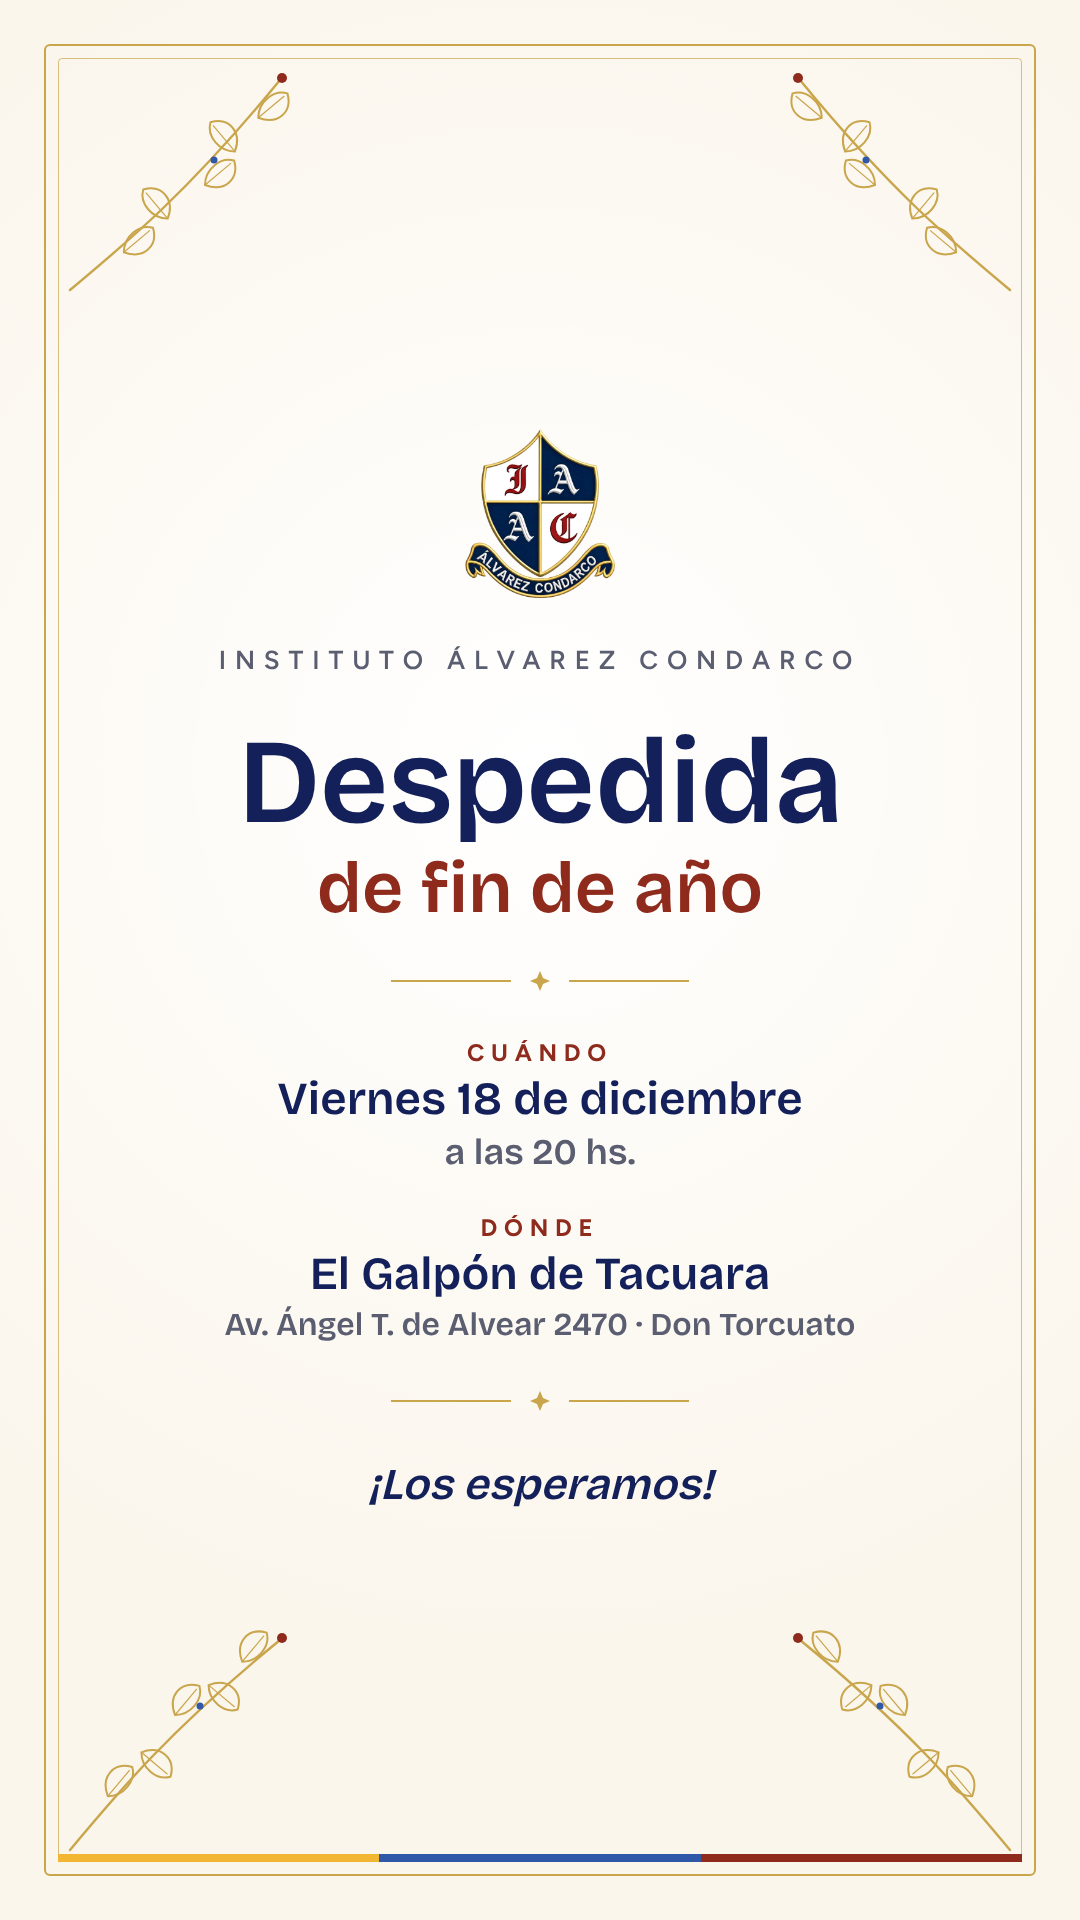 I A
A C
ÁLVAREZ CONDARCO
INSTITUTO ÁLVAREZ CONDARCO
Despedida
de fin de año
CUÁNDO
Viernes 18 de diciembre
a las 20 hs.
DÓNDE
El Galpón de Tacuara
Av. Ángel T. de Alvear 2470 · Don Torcuato
¡Los esperamos!